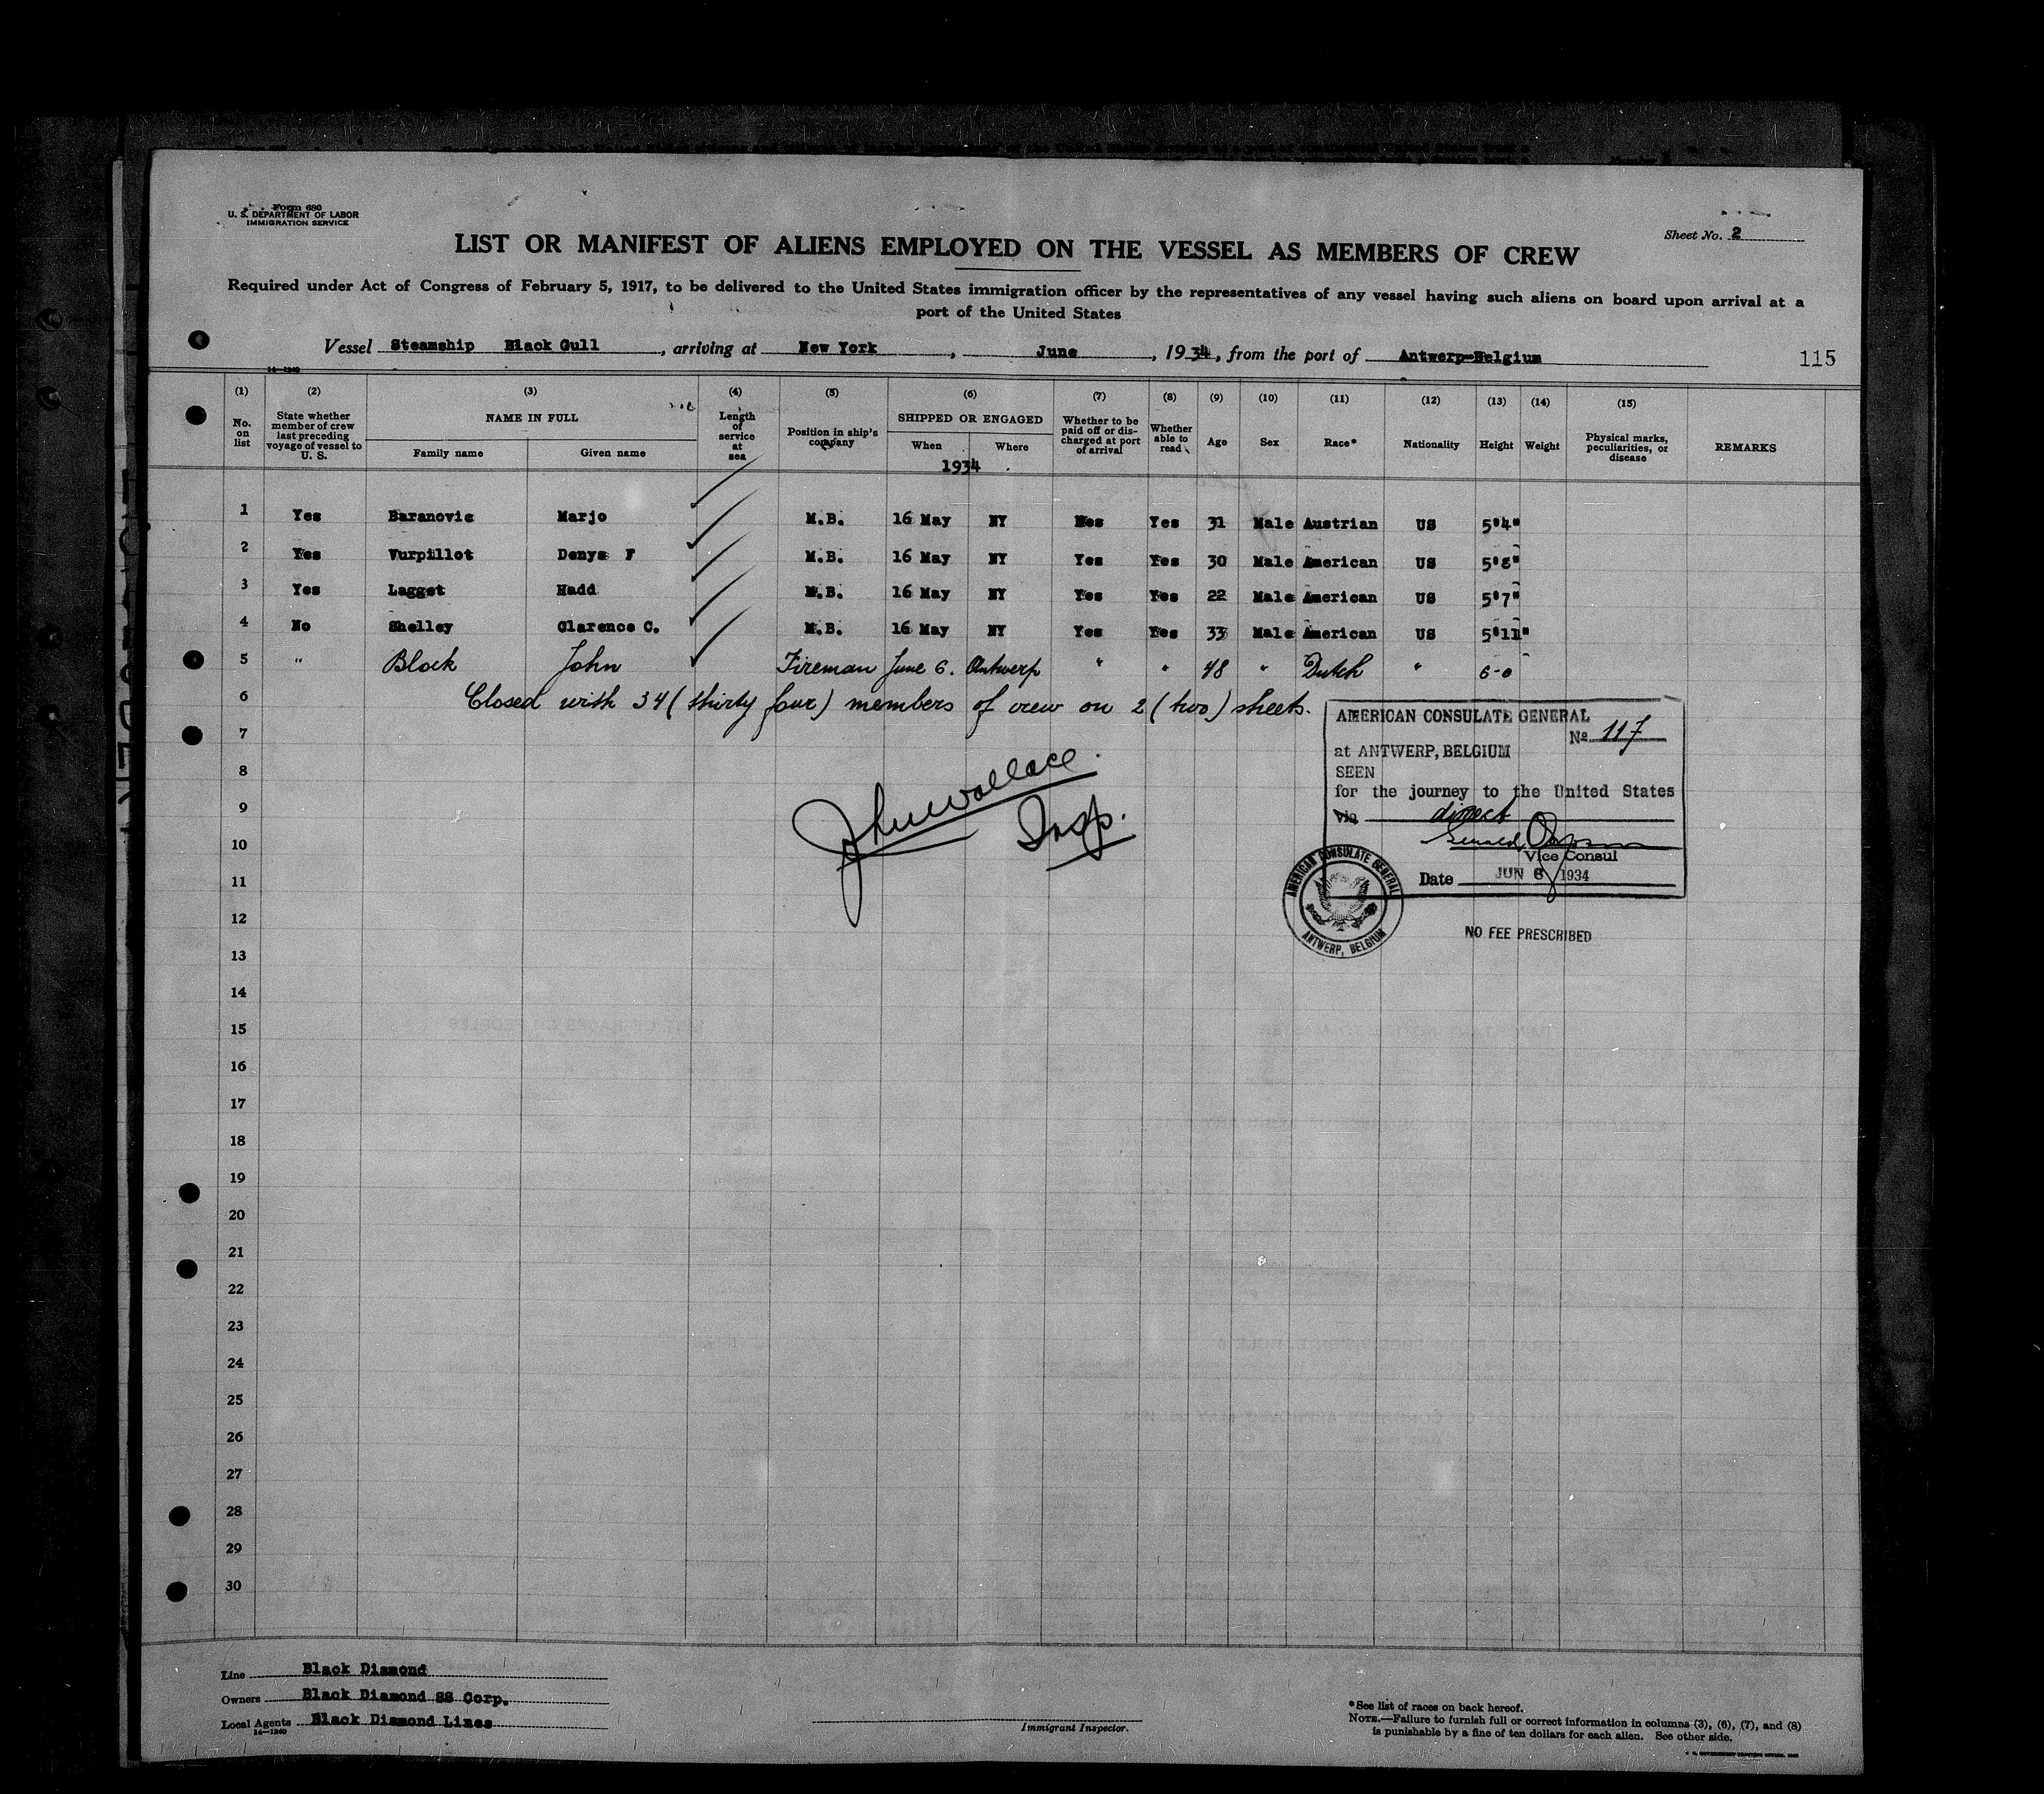 Form 680
U. S. DEPARTMENT OF LABOR
IMMIGRATION SERVICE
Sheet No. 2
LIST OR MANIFEST OF ALIENS EMPLOYED ON THE VESSEL AS MEMBERS OF CREW
Required under Act of Congress of February 5, 1917, to be delivered to the United States immigration officer by the representatives of any vessel having such aliens on board upon arrival at a
port of the United States
Vessel Steamship Black Gull, arriving at New York, June, 1934, from the port of Antwerp-Belgium
115
14—1240
(1) (2) (3) (4) (5) (6) (7) (8) (9) (10) (11) (12) (13) (14) (15)
No. on list
State whether member of crew last preceding voyage of vessel to U. S.
NAME IN FULL
Family name
Given name
Length of service at sea
Position in ship's company
SHIPPED OR ENGAGED
When
Where
1934
Whether to be paid off or discharged at port of arrival
Whether able to read
Age
Sex
Race*
Nationality
Height
Weight
Physical marks, peculiarities, or disease
REMARKS
1 Yes Baranovic Marjo M.B. 16 May NY Yes 31 Male Austrian US 5'4"
2 Yes Vurpillot Denys F M.B. 16 May NY Yes Yes 30 Male American US 5'8"
3 Yes Lagget Hadd M.B. 16 May NY Yes Yes 22 Male American US 5'7"
4 No Shelley Clarence C. M.B. 16 May NY Yes Yes 33 Male American US 5'11"
5 " Block John Fireman June 6. Antwerp " " 48 " Dutch " 6-0
6 Closed with 34 (thirty four) members of crew on 2 (two) sheets.
7
8
9
10
11
12
13
14
15
16
17
18
19
20
21
22
23
24
25
26
27
28
29
30
AMERICAN CONSULATE GENERAL
No 117
at ANTWERP, BELGIUM
SEEN
for the journey to the United States
via direct
Vice Consul
Date JUN 6 1934
AMERICAN CONSULATE GENERAL
ANTWERP, BELGIUM
NO FEE PRESCRIBED
Wallace
Insp.
Line Black Diamond
Owners Black Diamond SS Corp.
Local Agents Black Diamond Lines
14—1240
Immigrant Inspector.
*See list of races on back hereof.
NOTE.—Failure to furnish full or correct information in columns (3), (6), (7), and (8)
is punishable by a fine of ten dollars for each alien. See other side.